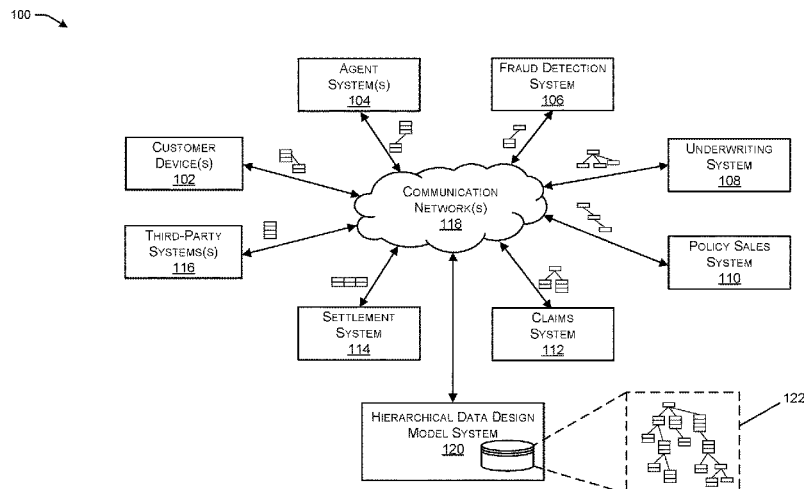 100
AGENT
SYSTEM(S)
104
FRAUD DETECTION
SYSTEM
106
CUSTOMER
DEVICE(S)
102
UNDERWRITING
SYSTEM
108
COMMUNICATION
NETWORK(S)
118
THIRD-PARTY
SYSTEMS(S)
116
POLICY SALES
SYSTEM
110
SETTLEMENT
SYSTEM
114
CLAIMS
SYSTEM
112
HIERARCHICAL DATA DESIGN
MODEL SYSTEM
120
122